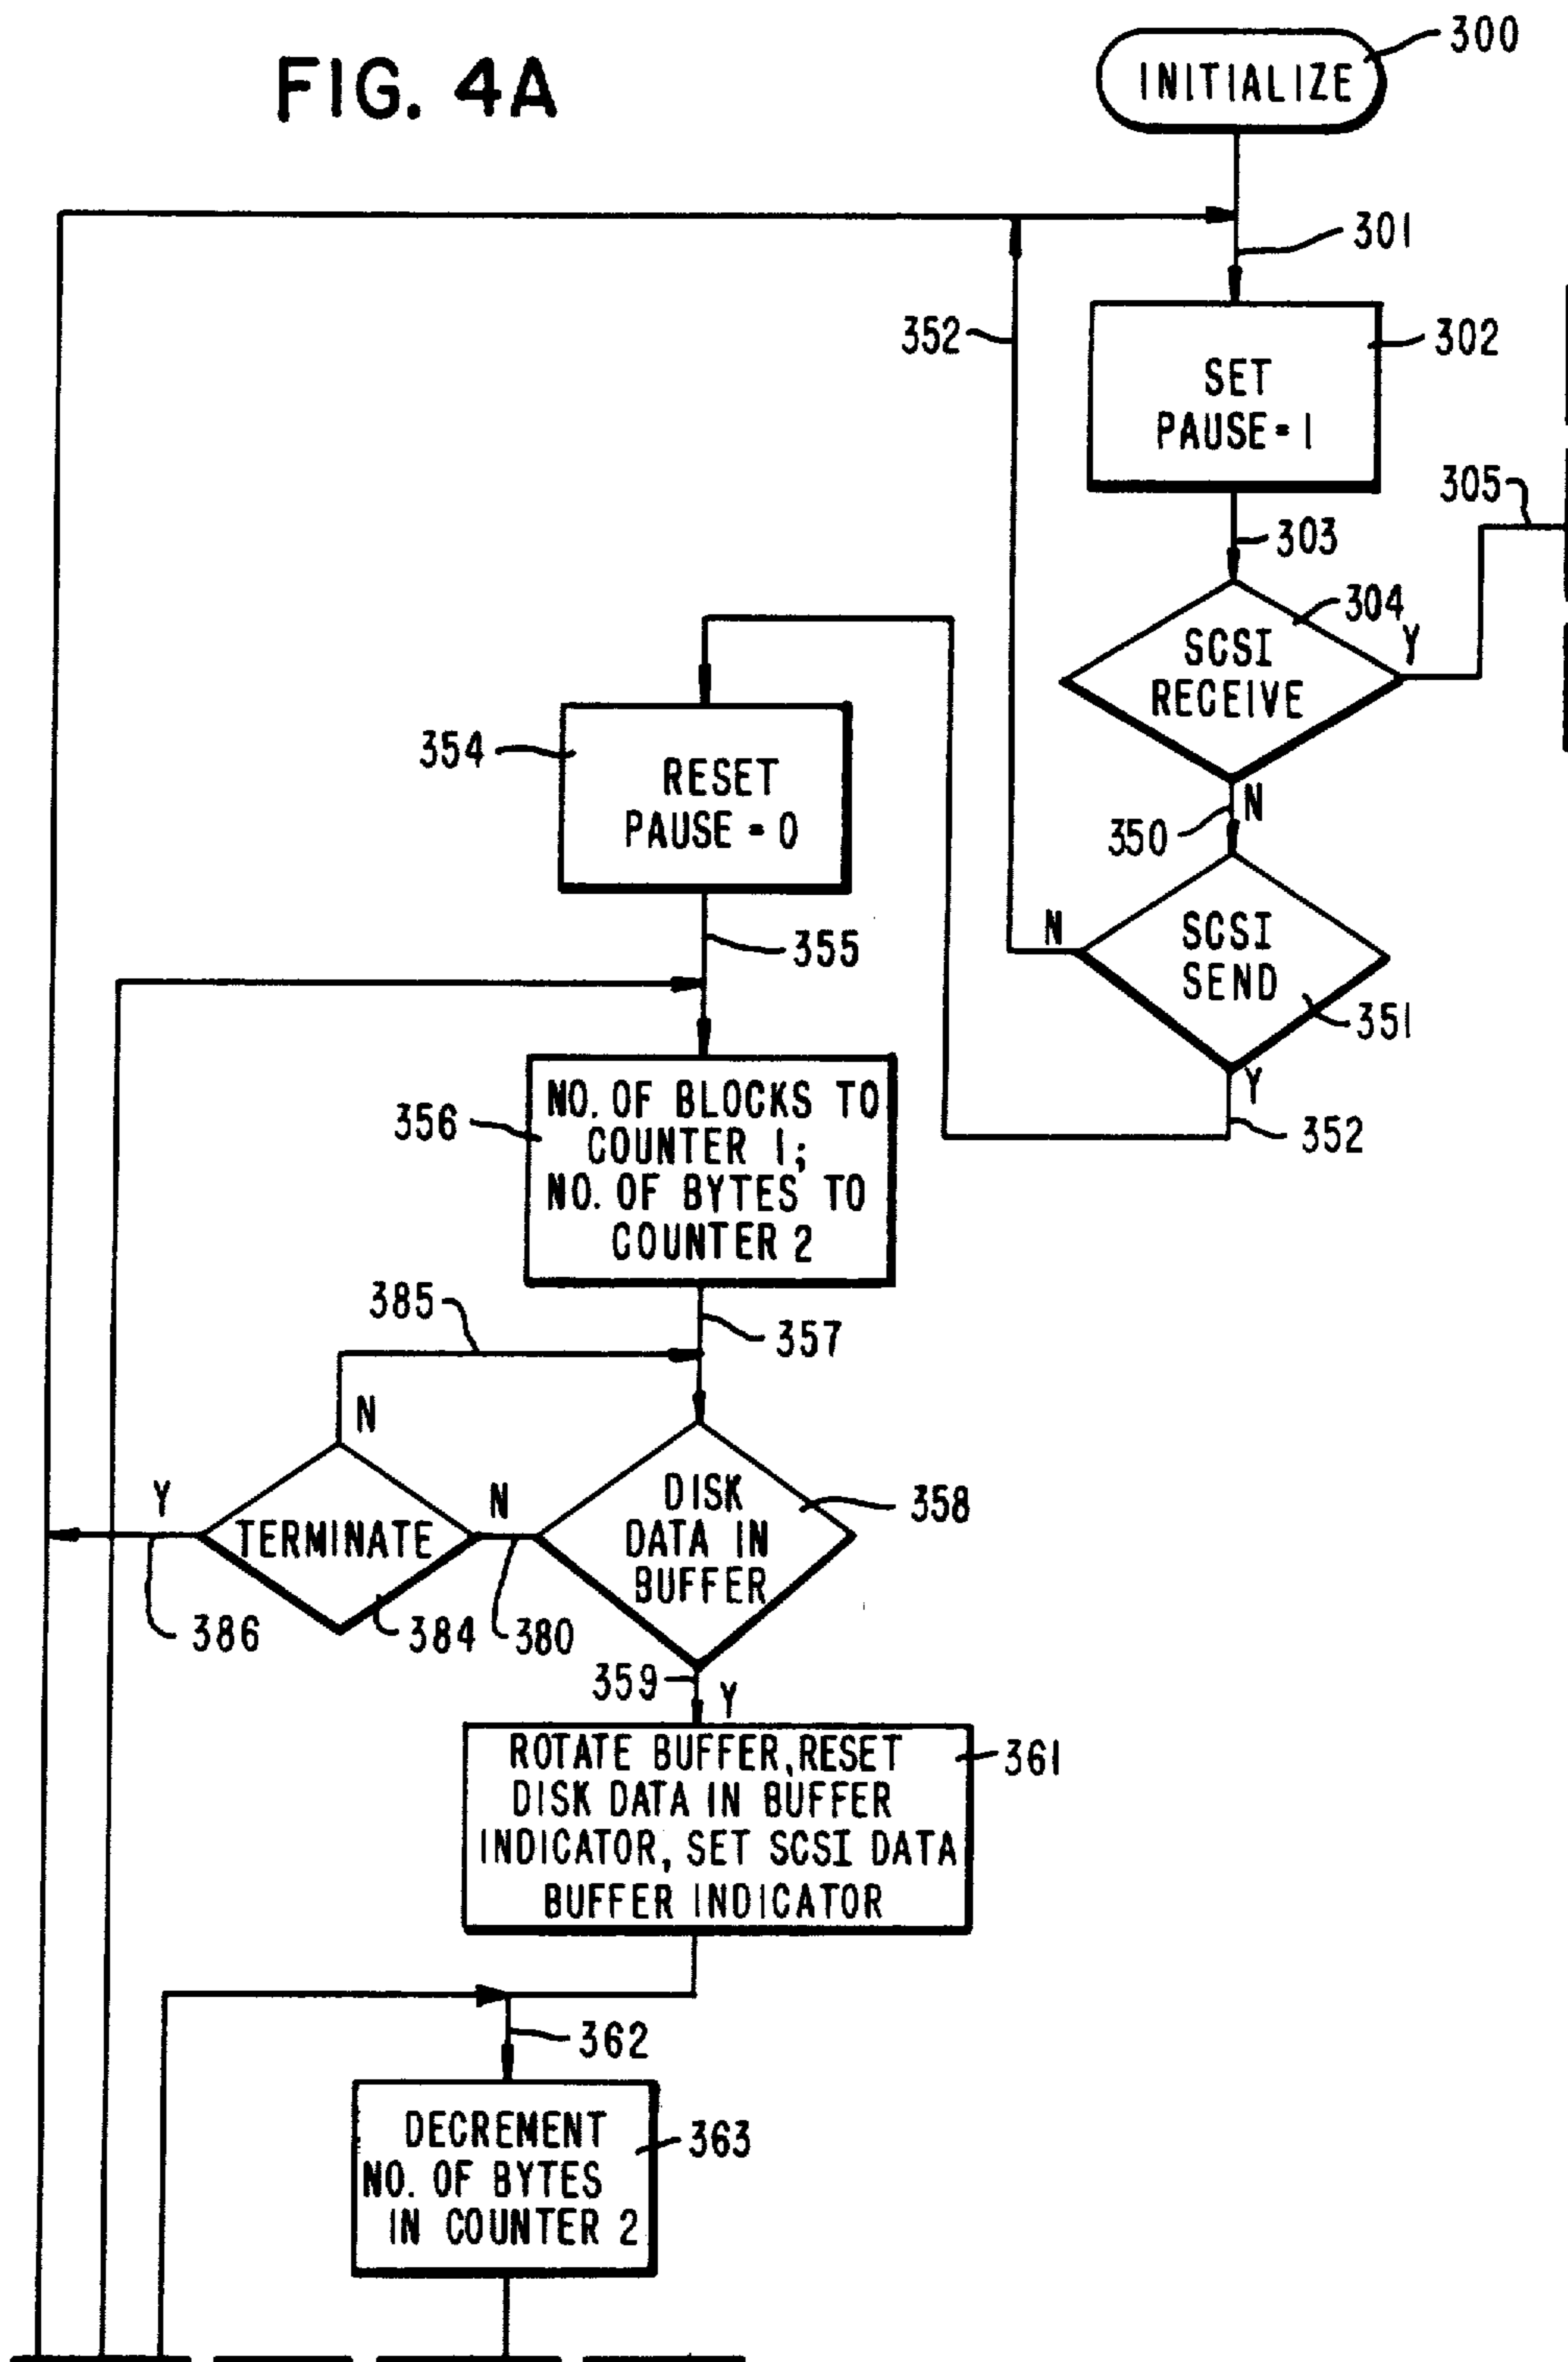 FIG. 4A
300
INITIALIZE
301
352
302
SET
PAUSE = 1
305
303
304
Y
SCSI
RECEIVE
354
RESET
PAUSE = 0
N
350
355
N
SCSI
SEND
351
Y
352
356
NO. OF BLOCKS TO
COUNTER 1;
NO. OF BYTES TO
COUNTER 2
385
357
N
Y
TERMINATE
N
DISK
DATA IN
BUFFER
358
386
384
380
359
Y
ROTATE BUFFER, RESET
DISK DATA IN BUFFER
INDICATOR, SET SCSI DATA
BUFFER INDICATOR
361
362
DECREMENT
NO. OF BYTES
IN COUNTER 2
363